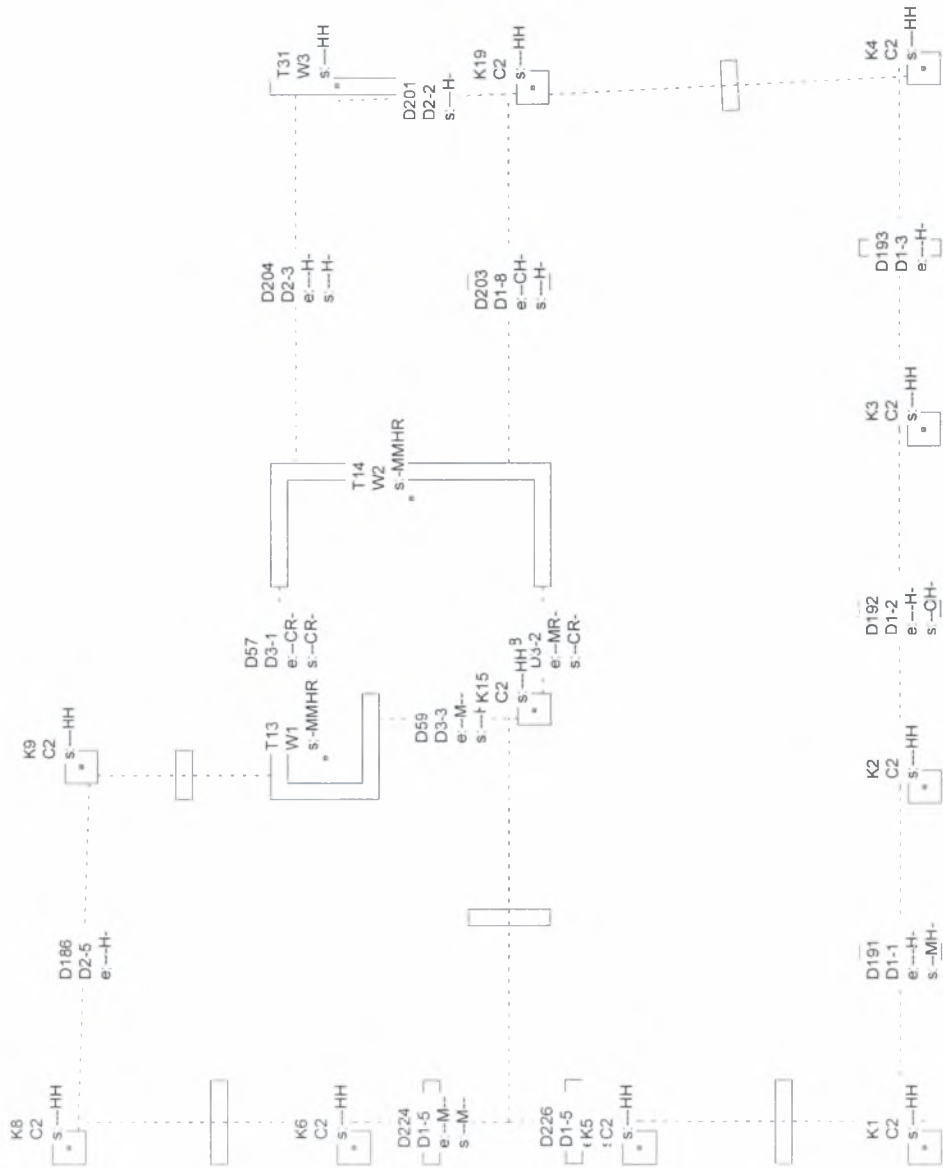 K8
C2
s:---HH
D186
D2-5
e:---H-
K9
C2
s:---HH
T13
W1
s:-MMHR
D57
D3-1
e:--CR-
s:--CR-
D204
D2-3
e:---H-
s:---H-
T31
W3
s:---HH
K6
C2
s:---HH
T14
W2
s:-MMHR
D224
D1-5
e:--M--
s:--M--
D59
D3-3
e:--M--
s:---
K15
C2
s:---HH
D3-2
e:--MR-
s:--CR-
D201
D2-2
s:---H-
D203
D1-8
e:--CH-
s:---H-
K19
C2
s:---HH
D226
D1-5
K5
C2
s:---HH
K1
C2
s:---HH
D191
D1-1
e:---H-
s:--MH-
K2
C2
s:---HH
D192
D1-2
e:---H-
s:--CH-
K3
C2
s:---HH
D193
D1-3
e:---H-
K4
C2
s:---HH